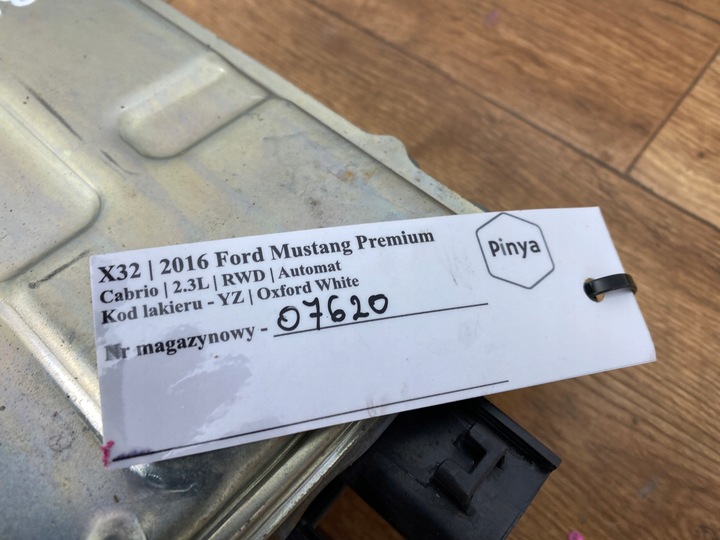 X32 | 2016 Ford Mustang Premium
Cabrio | 2.3L | RWD | Automat
Kod lakieru - YZ | Oxford White
Nr magazynowy - 07620
Pinya